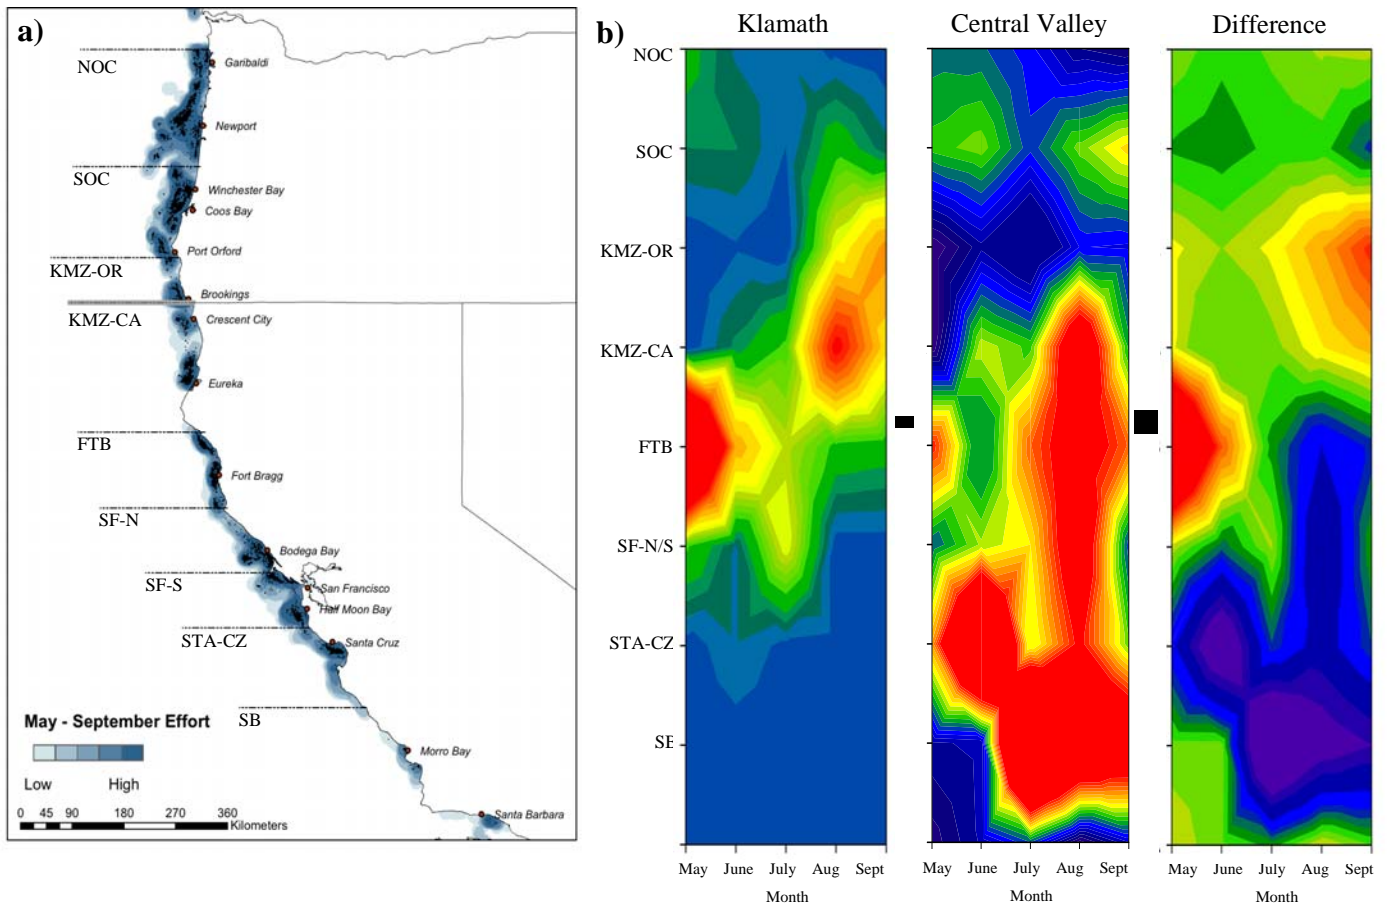 a)
NOC
Garibaldi
Newport
SOC
Winchester Bay
Coos Bay
Port Orford
KMZ-OR
Brookings
KMZ-CA
Crescent City
Eureka
FTB
Fort Bragg
SF-N
Bodega Bay
SF-S
San Francisco
Half Moon Bay
STA-CZ
Santa Cruz
SB
May - September Effort
Morro Bay
Low High
0 45 90 180 270 360
Kilometers
Santa Barbara
b)
Klamath Central Valley Difference
NOC
SOC
KMZ-OR
KMZ-CA
FTB
SF-N/S
STA-CZ
SE
May June July Aug Sept
Month
May June July Aug Sept
Month
May June July Aug Sept
Month